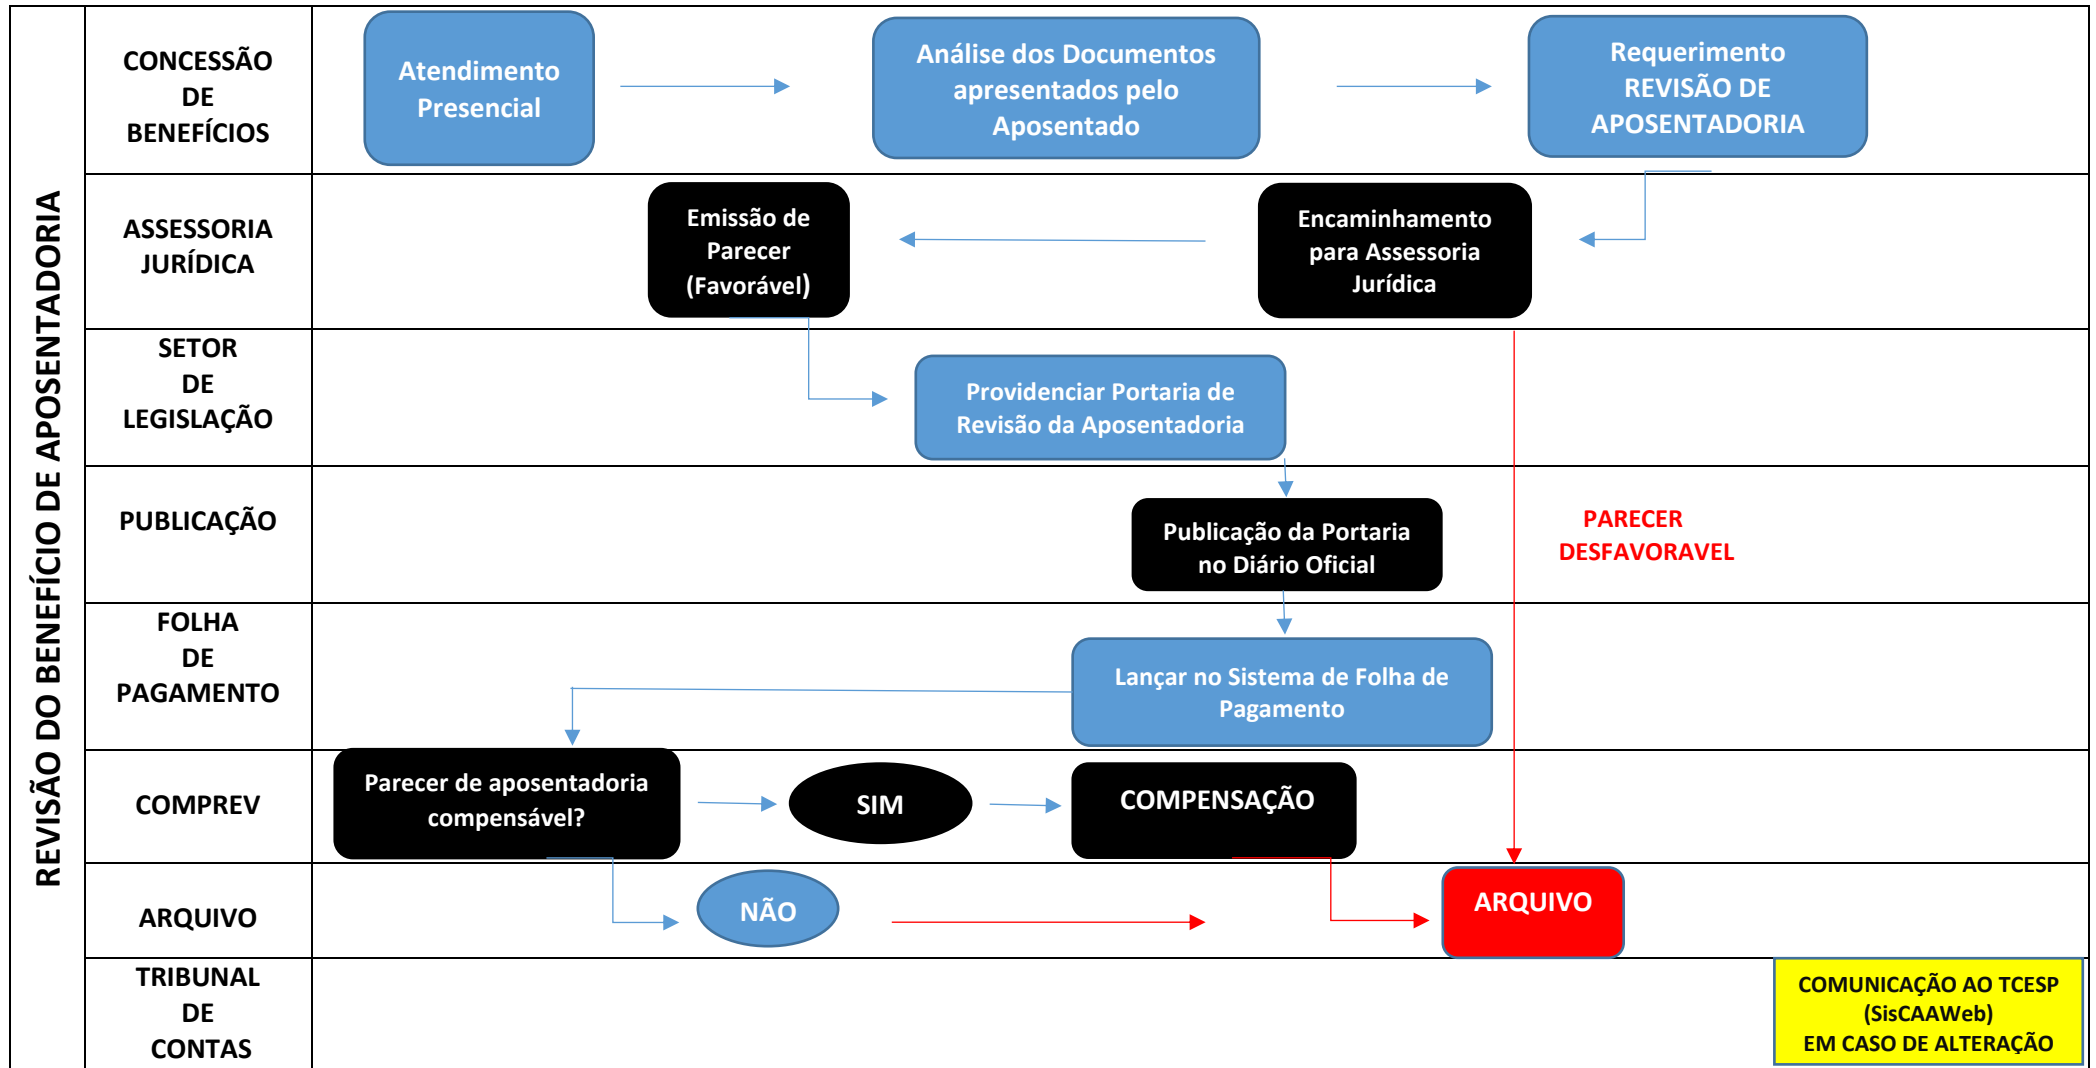 REVISÃO DO BENEFÍCIO DE APOSENTADORIA
CONCESSÃO
DE
BENEFÍCIOS
Atendimento
Presencial
Análise dos Documentos
apresentados pelo
Aposentado
Requerimento
REVISÃO DE
APOSENTADORIA
ASSESSORIA
JURÍDICA
Emissão de
Parecer
(Favorável)
Encaminhamento
para Assessoria
Jurídica
SETOR
DE
LEGISLAÇÃO
Providenciar Portaria de
Revisão da Aposentadoria
PUBLICAÇÃO
Publicação da Portaria
no Diário Oficial
PARECER
DESFAVORAVEL
FOLHA
DE
PAGAMENTO
Lançar no Sistema de Folha de
Pagamento
COMPREV
Parecer de aposentadoria
compensável?
SIM
COMPENSAÇÃO
ARQUIVO
NÃO
ARQUIVO
TRIBUNAL
DE
CONTAS
COMUNICAÇÃO AO TCESP
(SisCAAWeb)
EM CASO DE ALTERAÇÃO